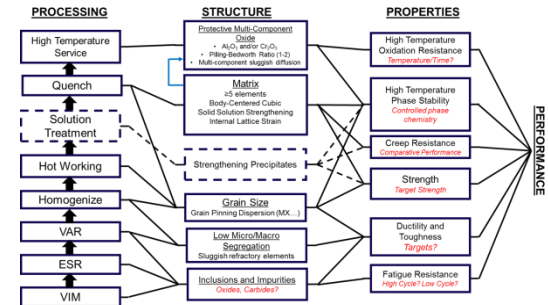 PROCESSING
STRUCTURE
PROPERTIES
High Temperature
Service
Quench
Solution
Treatment
Hot Working
Homogenize
VAR
ESR
VIM
Protective Multi-Component
Oxide
• Al₂O₃ and/or Cr₂O₃
• Pilling-Bedworth Ratio (1-2)
• Multi-component sluggish diffusion
Matrix
≥5 elements
Body-Centered Cubic
Solid Solution Strengthening
Internal Lattice Strain
Strengthening Precipitates
Grain Size
Grain Pinning Dispersion (MX...)
Low Micro/Macro
Segregation
Sluggish refractory elements
Inclusions and Impurities
Oxides, Carbides?
High Temperature
Oxidation Resistance
Temperature/Time?
High Temperature
Phase Stability
Controlled phase
chemistry
Creep Resistance
Comparative Performance
Strength
Target Strength
Ductility and
Toughness
Targets?
Fatigue Resistance
High Cycle? Low Cycle?
PERFORMANCE